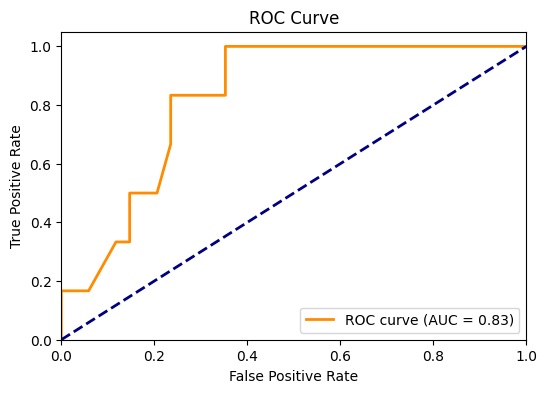 ROC Curve
1.0
0.8
0.6
0.4
0.2
0.0
True Positive Rate
0.0 0.2 0.4 0.6 0.8 1.0
False Positive Rate
ROC curve (AUC = 0.83)